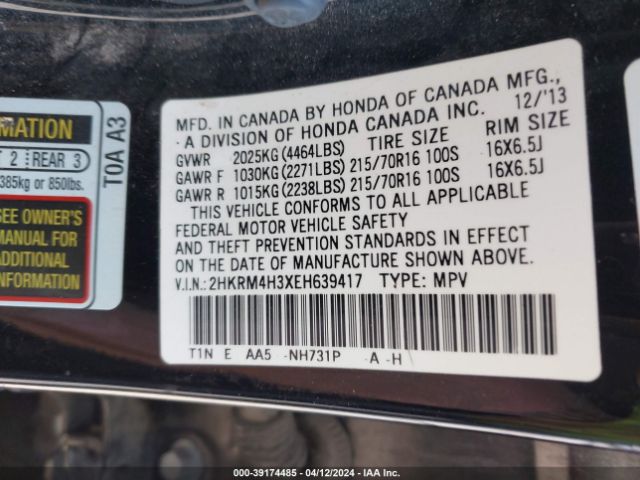 MATION
T 2 REAR 3
385kg or 850lbs.
SEE OWNER'S
MANUAL FOR
ADDITIONAL
INFORMATION
T0A A3
MFD. IN CANADA BY HONDA OF CANADA MFG.,
A DIVISION OF HONDA CANADA INC. 12/'13
GVWR 2025KG(4464LBS) TIRE SIZE RIM SIZE
GAWR F 1030KG(2271LBS) 215/70R16 100S 16X6.5J
GAWR R 1015KG(2238LBS) 215/70R16 100S 16X6.5J
THIS VEHICLE CONFORMS TO ALL APPLICABLE
FEDERAL MOTOR VEHICLE SAFETY
AND THEFT PREVENTION STANDARDS IN EFFECT
ON THE DATE OF MANUFACTURE SHOWN ABOVE.
V.I.N.: 2HKRM4H3XEH639417 TYPE: MPV
T1N E AA5 -NH731P -A -H
000-39174485 - 04/12/2024 - IAA Inc.